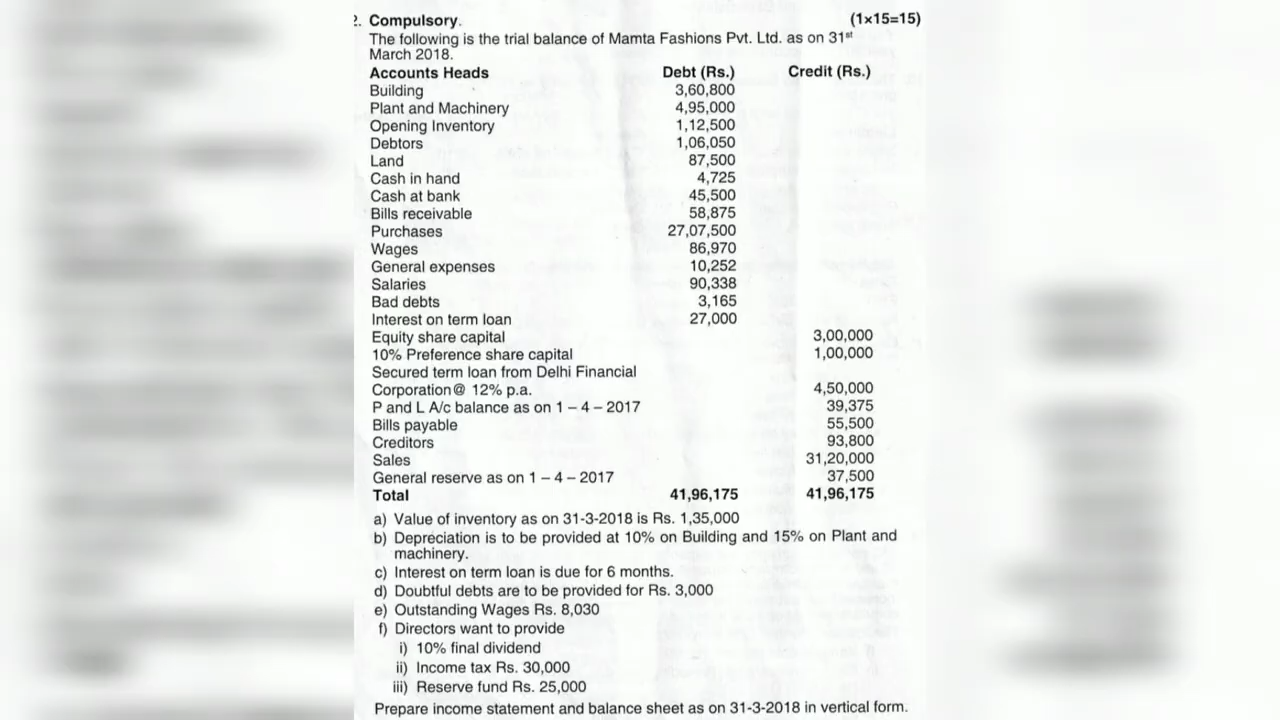 2. Compulsory. (1×15=15)
The following is the trial balance of Mamta Fashions Pvt. Ltd. as on 31st
March 2018.
Accounts Heads Debt (Rs.) Credit (Rs.)
Building 3,60,800
Plant and Machinery 4,95,000
Opening Inventory 1,12,500
Debtors 1,06,050
Land 87,500
Cash in hand 4,725
Cash at bank 45,500
Bills receivable 58,875
Purchases 27,07,500
Wages 86,970
General expenses 10,252
Salaries 90,338
Bad debts 3,165
Interest on term loan 27,000
Equity share capital 3,00,000
10% Preference share capital 1,00,000
Secured term loan from Delhi Financial
Corporation @ 12% p.a. 4,50,000
P and L A/c balance as on 1 – 4 – 2017 39,375
Bills payable 55,500
Creditors 93,800
Sales 31,20,000
General reserve as on 1 – 4 – 2017 37,500
Total 41,96,175 41,96,175
a) Value of inventory as on 31-3-2018 is Rs. 1,35,000
b) Depreciation is to be provided at 10% on Building and 15% on Plant and
machinery.
c) Interest on term loan is due for 6 months.
d) Doubtful debts are to be provided for Rs. 3,000
e) Outstanding Wages Rs. 8,030
f) Directors want to provide
i) 10% final dividend
ii) Income tax Rs. 30,000
iii) Reserve fund Rs. 25,000
Prepare income statement and balance sheet as on 31-3-2018 in vertical form.